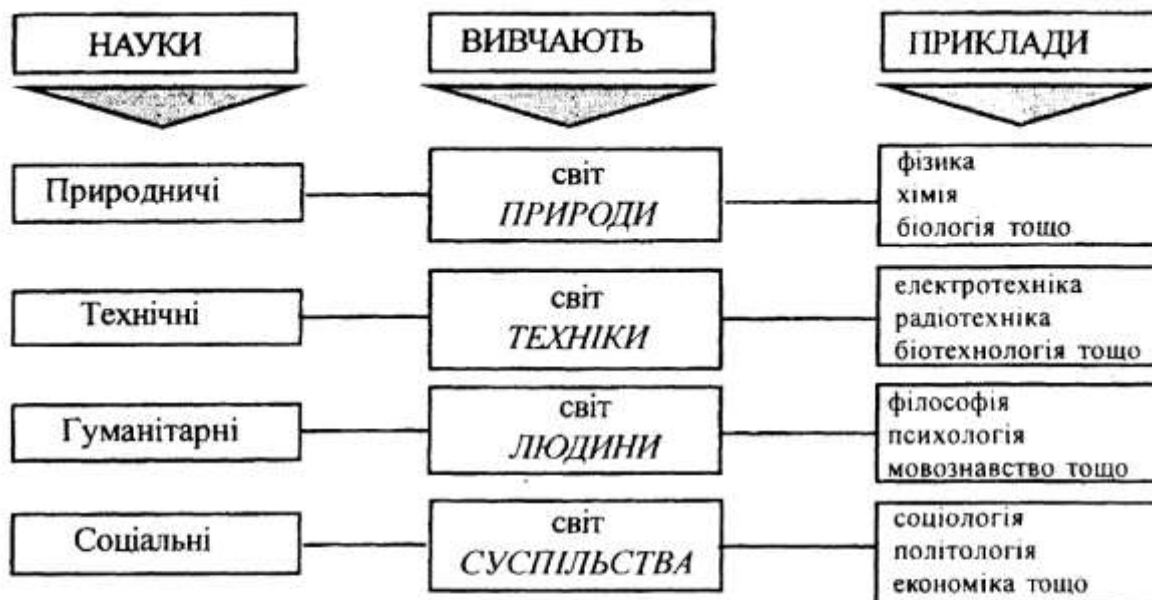 НАУКИ
ВИВЧАЮТЬ
ПРИКЛАДИ
Природничі
світ
ПРИРОДИ
фізика
хімія
біологія тощо
Технічні
світ
ТЕХНІКИ
електротехніка
радіотехніка
біотехнологія тощо
Гуманітарні
світ
ЛЮДИНИ
філософія
психологія
мовознавство тощо
Соціальні
світ
СУСПІЛЬСТВА
соціологія
політологія
економіка тощо